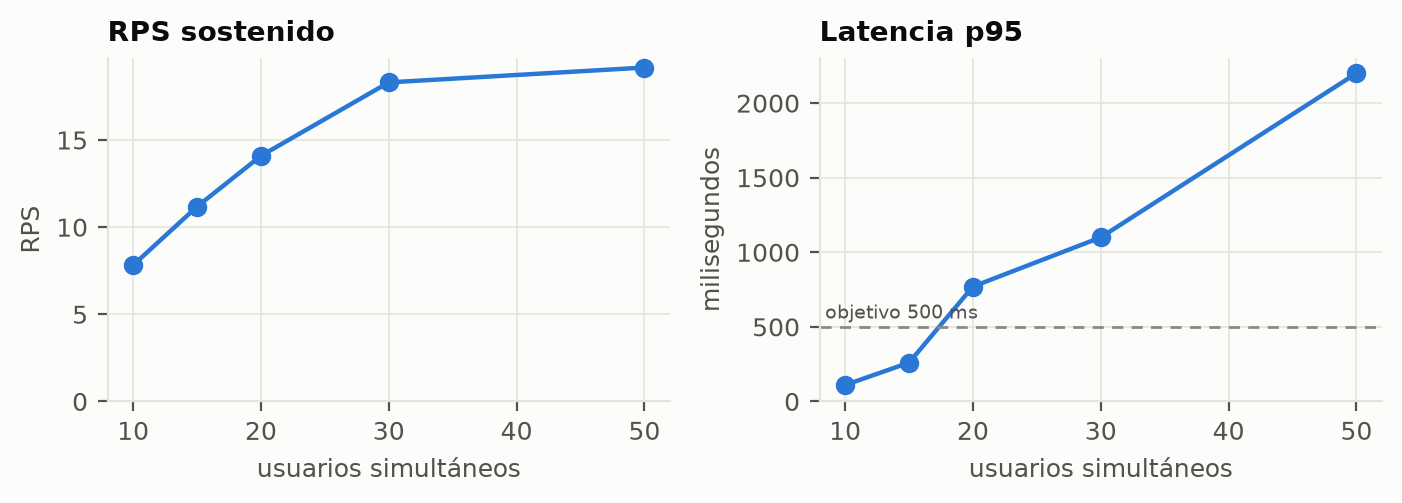 RPS sostenido
RPS
15
10
5
0
10 20 30 40 50
usuarios simultáneos
Latencia p95
milisegundos
2000
1500
1000
500
0
objetivo 500 ms
10 20 30 40 50
usuarios simultáneos